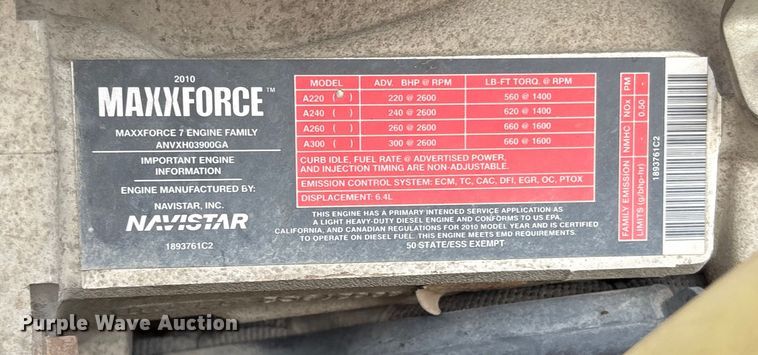 2010
MAXXFORCE™
MAXXFORCE 7 ENGINE FAMILY
ANVXH03900GA
IMPORTANT ENGINE
INFORMATION
ENGINE MANUFACTURED BY:
NAVISTAR, INC.
NAVISTAR
1893761C2
MODEL ADV. BHP @ RPM LB-FT TORQ. @ RPM
A220 ( ) 220 @ 2600 560 @ 1400
A240 ( ) 240 @ 2600 620 @ 1400
A260 ( ) 260 @ 2600 660 @ 1600
A300 ( ) 300 @ 2600 660 @ 1600
CURB IDLE, FUEL RATE @ ADVERTISED POWER,
AND INJECTION TIMING ARE NON-ADJUSTABLE.
EMISSION CONTROL SYSTEM: ECM, TC, CAC, DFI, EGR, OC, PTOX
DISPLACEMENT: 6.4L
THIS ENGINE HAS A PRIMARY INTENDED SERVICE APPLICATION AS
A LIGHT HEAVY-DUTY DIESEL ENGINE AND CONFORMS TO US EPA,
CALIFORNIA, AND CANADIAN REGULATIONS FOR 2010 MODEL YEAR AND IS CERTIFIED
TO OPERATE ON DIESEL FUEL. THIS ENGINE MEETS EMD REQUIREMENTS.
50 STATE/ESS EXEMPT
FAMILY EMISSION NMHC NOx PM
LIMITS (g/bhp-hr) - 0.50 -
1893761C2
Purple Wave Auction